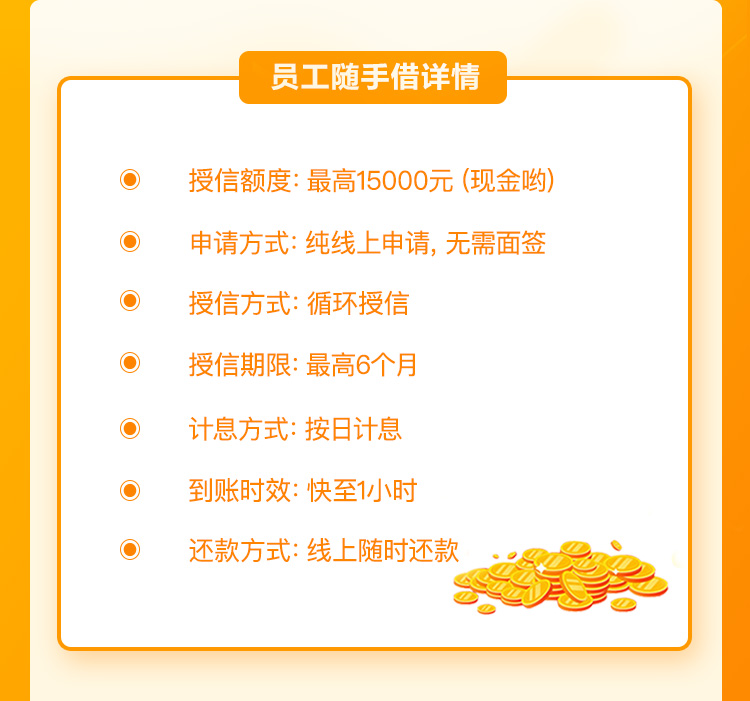 员工随手借详情
授信额度: 最高15000元 (现金哟)
申请方式: 纯线上申请, 无需面签
授信方式: 循环授信
授信期限: 最高6个月
计息方式: 按日计息
到账时效: 快至1小时
还款方式: 线上随时还款